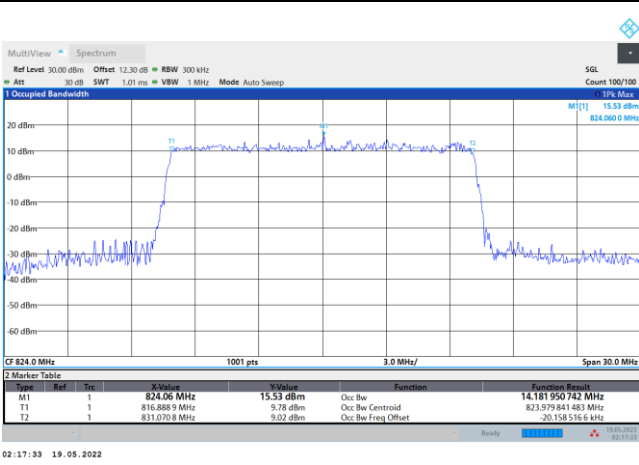 MultiView Spectrum
Ref Level 30.00 dBm Offset 12.30 dB RBW 300 kHz SGL
Att 30 dB SWT 1.01 ms VBW 1 MHz Mode Auto Sweep Count 100/100
1 Occupied Bandwidth 1Pk Max
M1[1] 15.53 dBm
824.060 0 MHz
M1
20 dBm
T1 T2
10 dBm
0 dBm
-10 dBm
-20 dBm
-30 dBm
-40 dBm
-50 dBm
-60 dBm
CF 824.0 MHz 1001 pts 3.0 MHz/ Span 30.0 MHz
2 Marker Table
Type Ref Trc X-Value Y-Value Function Function Result
M1 1 824.06 MHz 15.53 dBm Occ Bw 14.181 950 742 MHz
T1 1 816.888 9 MHz 9.78 dBm Occ Bw Centroid 823.979 841 483 MHz
T2 1 831.070 8 MHz 9.02 dBm Occ Bw Freq Offset -20.158 516 6 kHz
Ready 19.05.2022
02:17:33
02:17:33 19.05.2022